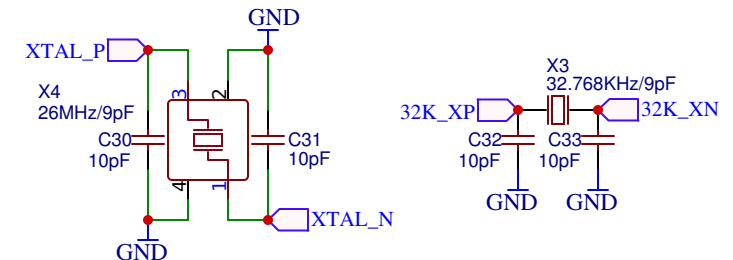 GND
XTAL_P
X4
26MHz/9pF
3
2
C30
10pF
C31
10pF
4
1
XTAL_N
GND
X3
32.768KHz/9pF
32K_XP
32K_XN
C32
10pF
C33
10pF
GND
GND